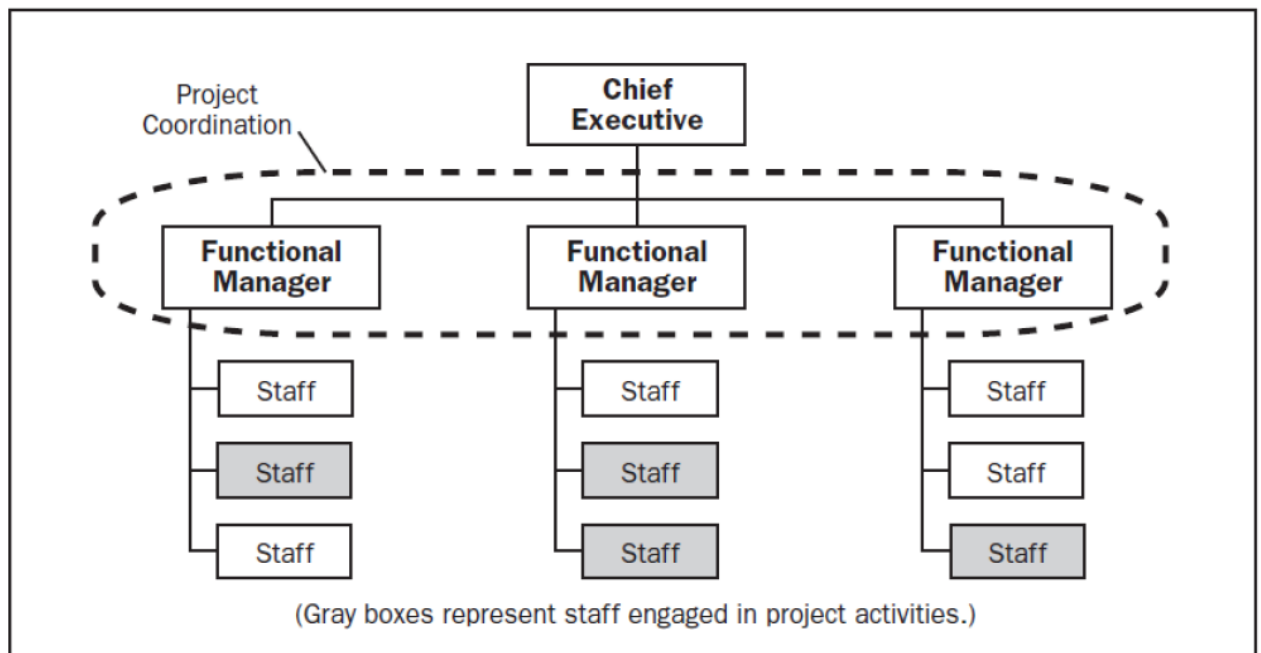 Project
Coordination
Chief
Executive
Functional
Manager
Functional
Manager
Functional
Manager
Staff
Staff
Staff
Staff
Staff
Staff
Staff
Staff
Staff
(Gray boxes represent staff engaged in project activities.)